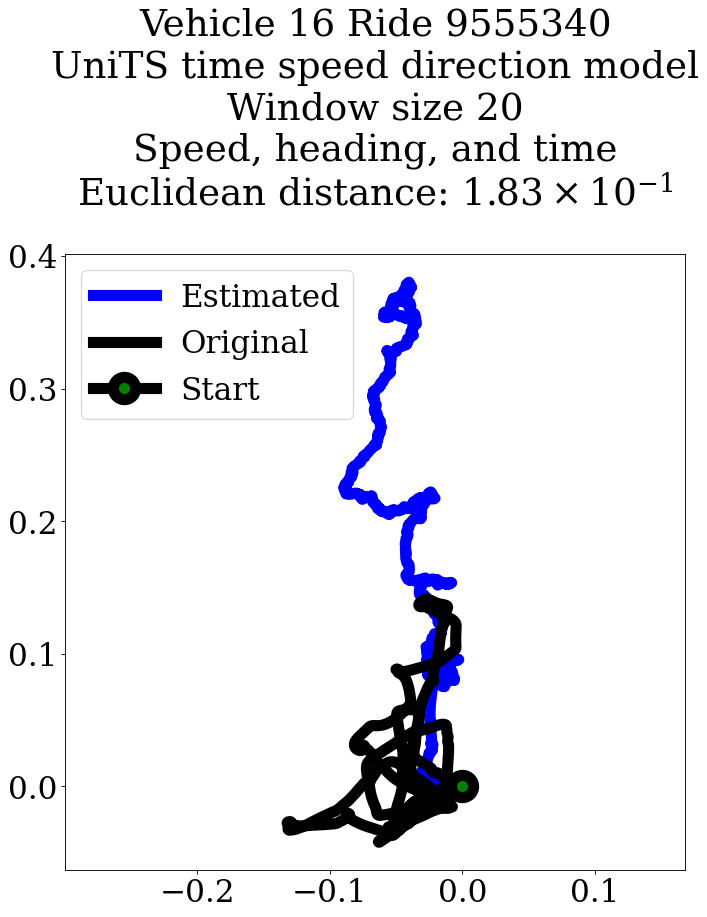 Vehicle 16 Ride 9555340
UniTS time speed direction model
Window size 20
Speed, heading, and time
Euclidean distance: 1.83 × 10⁻¹
0.4
Estimated
Original
Start
0.3
0.2
0.1
0.0
−0.2
−0.1
0.0
0.1